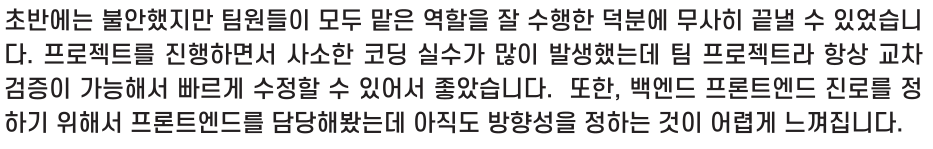 초반에는 불안했지만 팀원들이 모두 맡은 역할을 잘 수행한 덕분에 무사히 끝낼 수 있었습니
다. 프로젝트를 진행하면서 사소한 코딩 실수가 많이 발생했는데 팀 프로젝트라 항상 교차
검증이 가능해서 빠르게 수정할 수 있어서 좋았습니다. 또한, 백엔드 프론트엔드 진로를 정
하기 위해서 프론트엔드를 담당해봤는데 아직도 방향성을 정하는 것이 어렵게 느껴집니다.